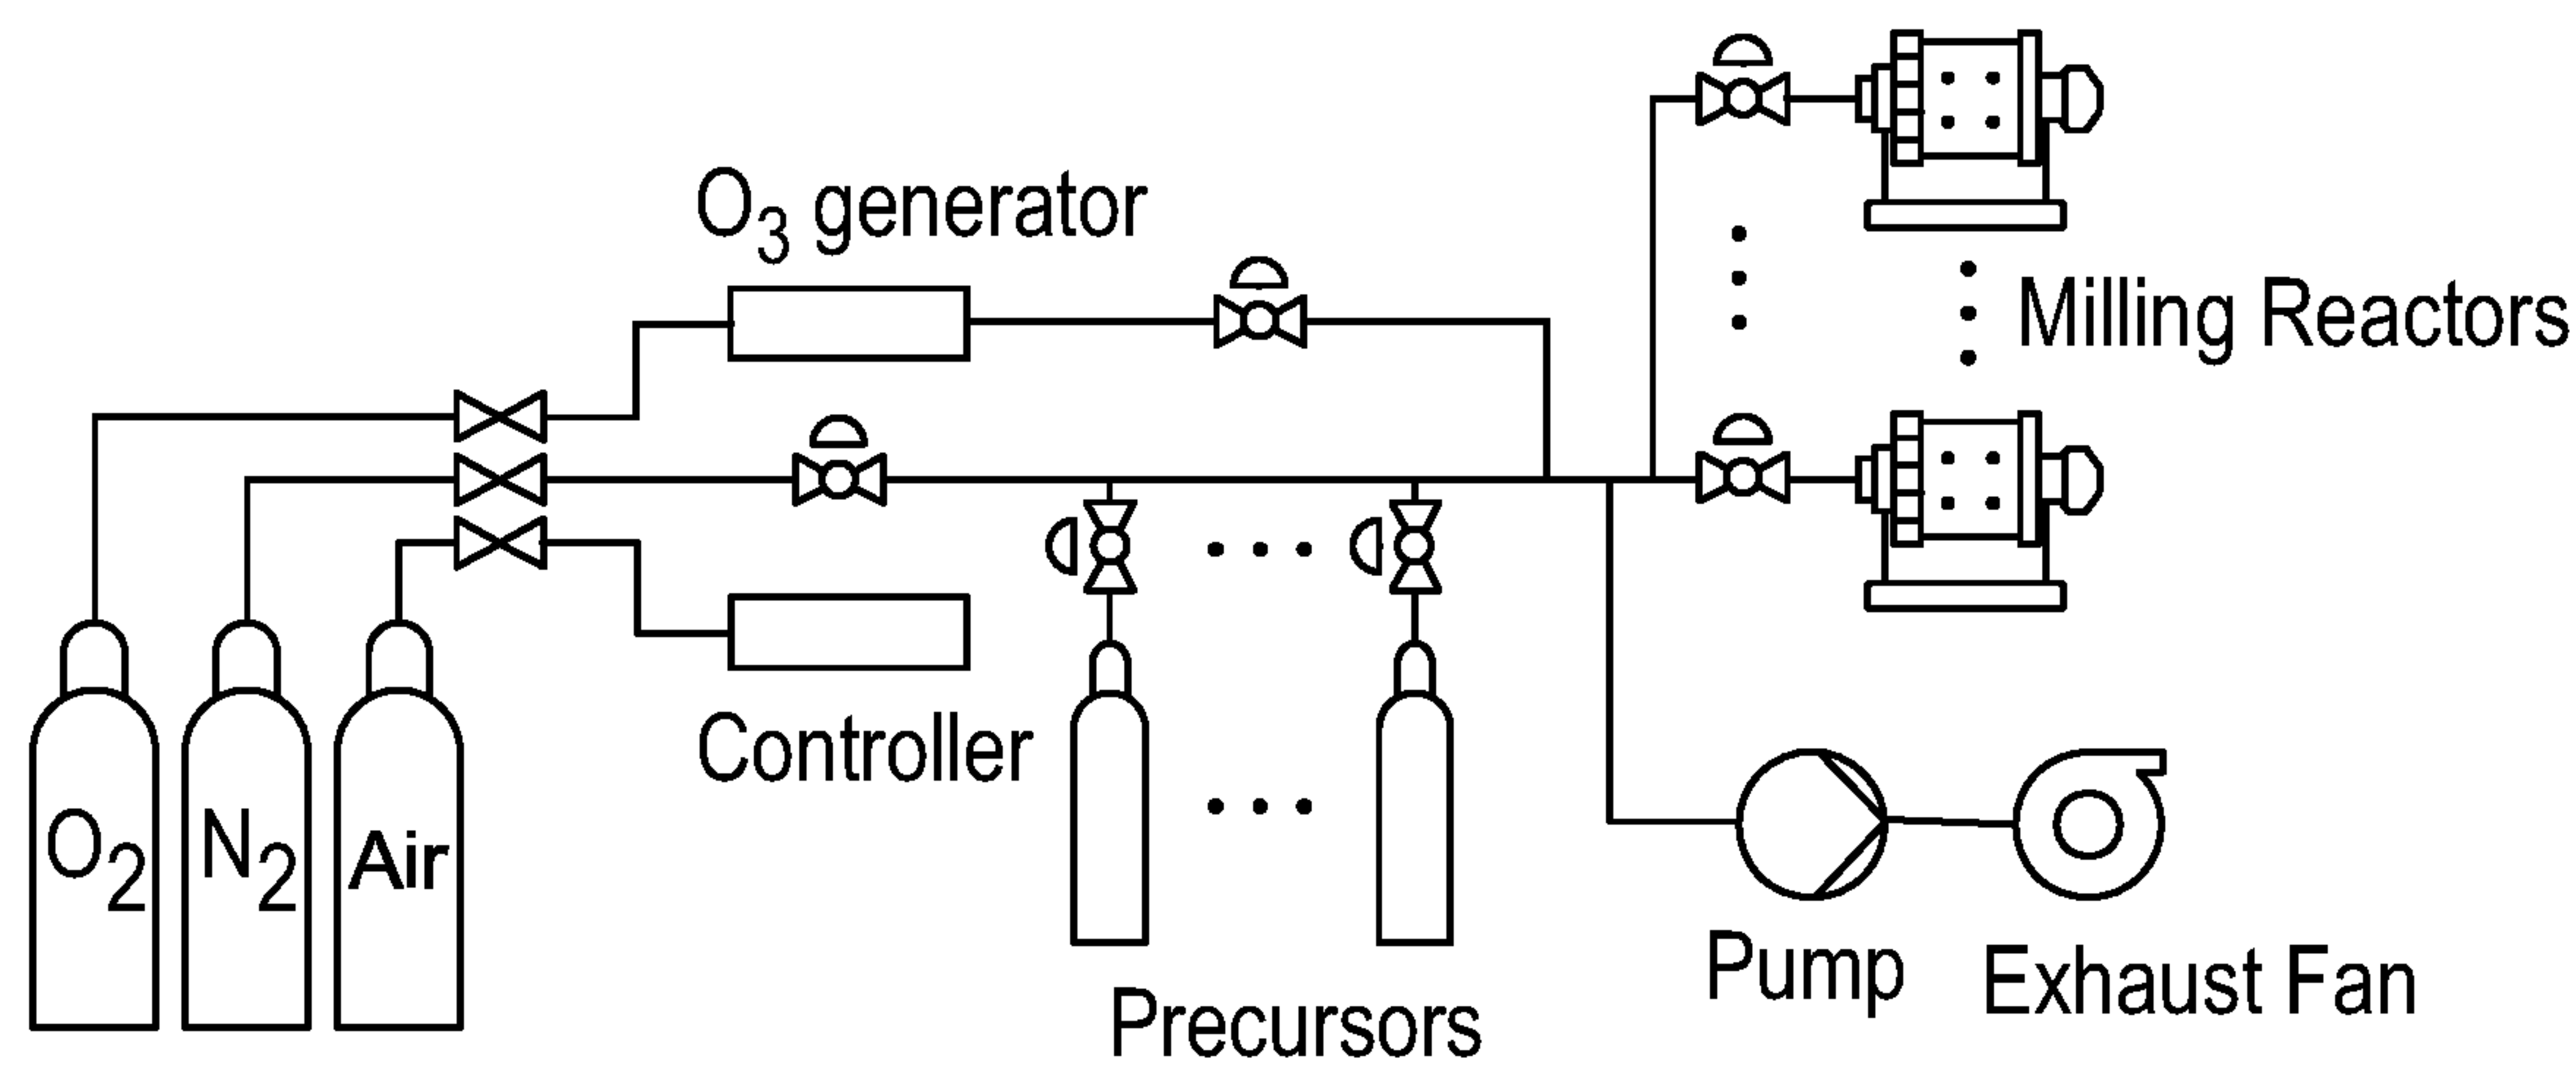 O3 generator
Milling Reactors
Controller
O2
N2
Air
Precursors
Pump
Exhaust Fan